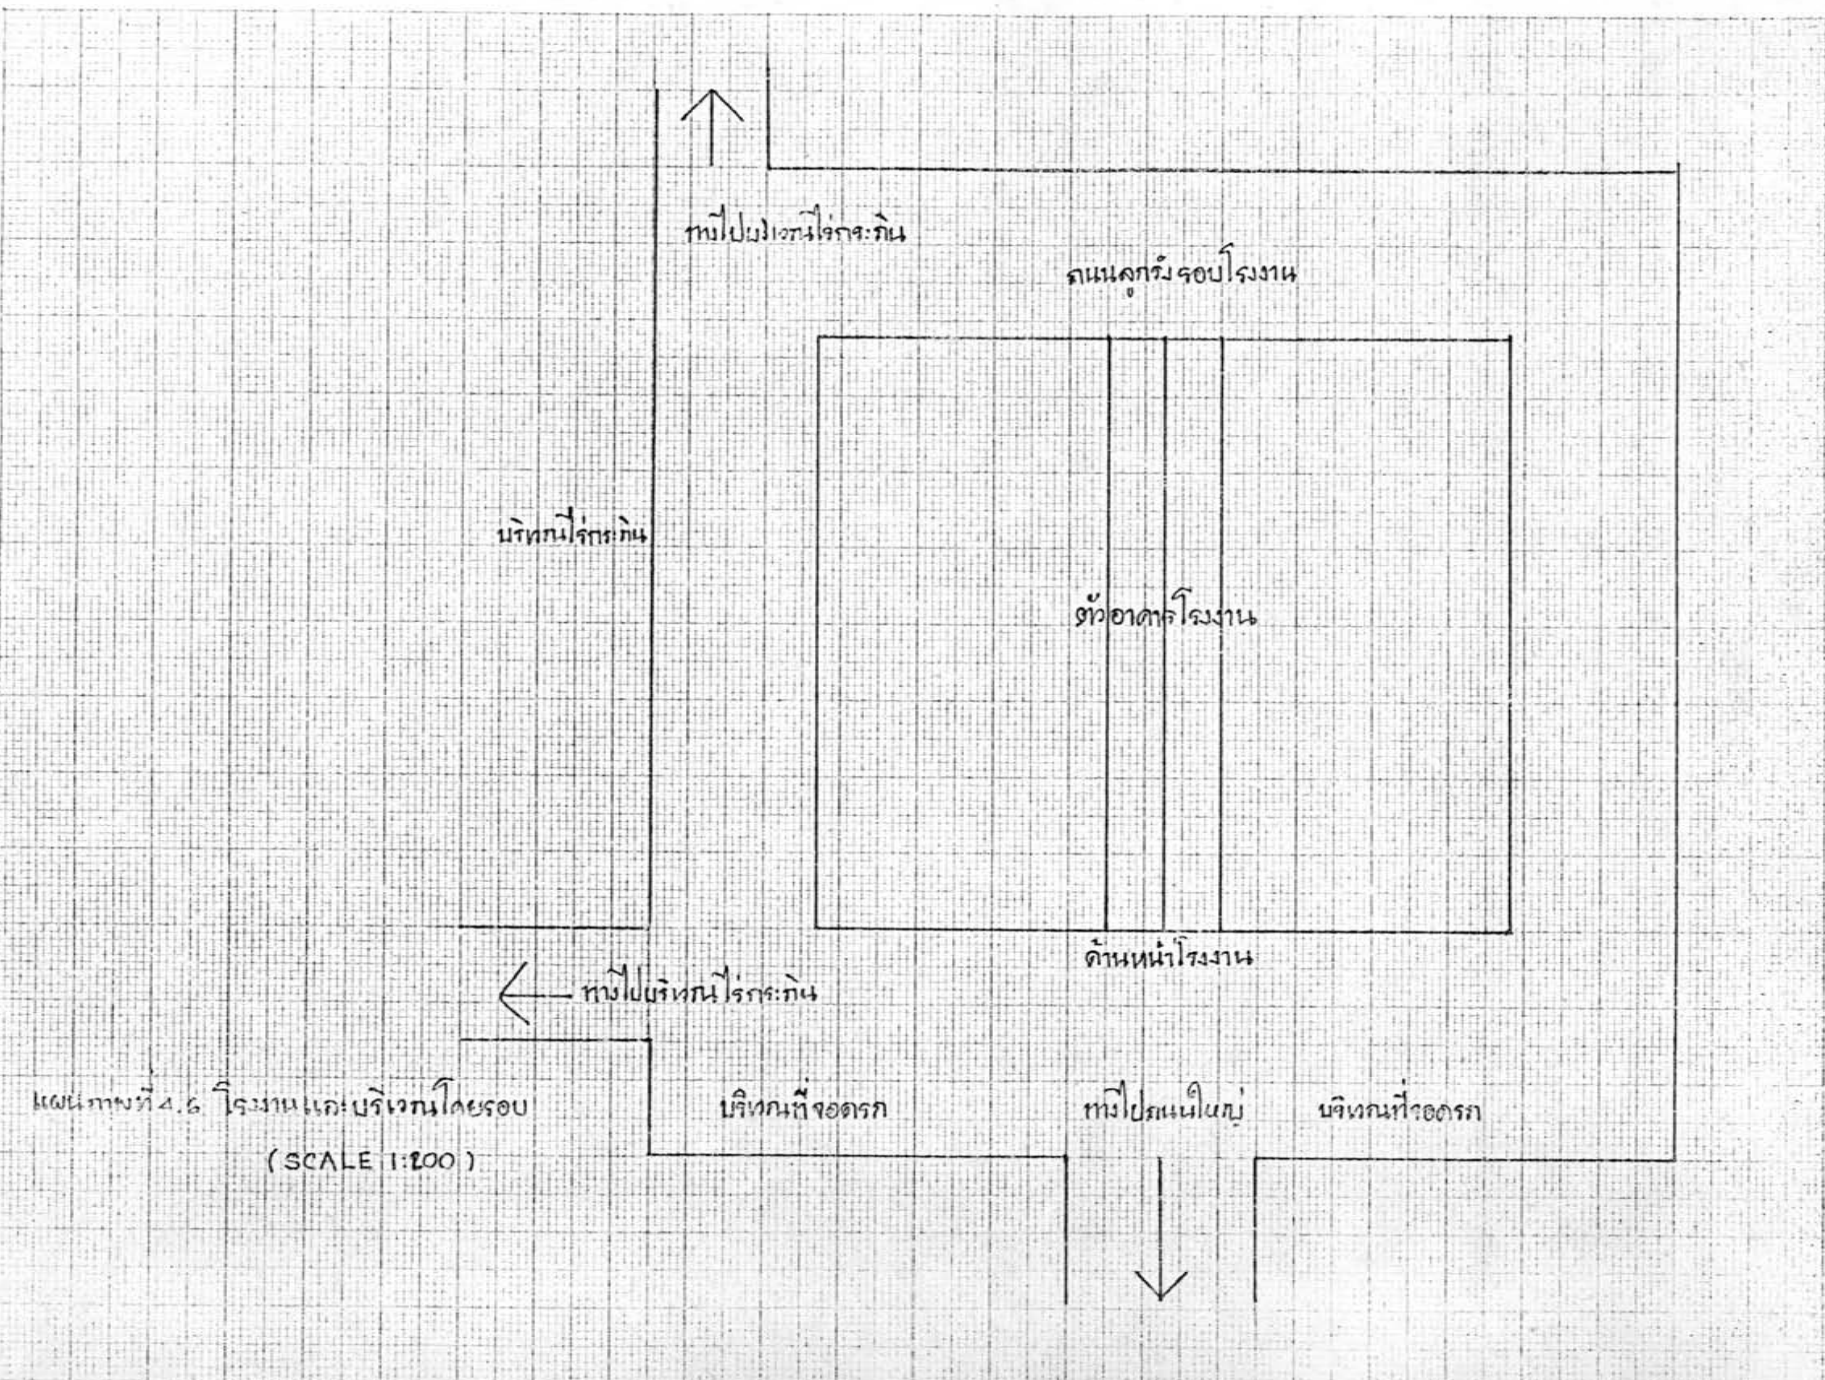 ทางไปบริเวณไร่กระถิน
ถนนลูกรังรอบโรงงาน
บริเวณไร่กระถิน
ตัวอาคารโรงงาน
ด้านหน้าโรงงาน
ทางไปบริเวณไร่กระถิน
แผนภาพที่ 4.6 โรงงานและบริเวณโดยรอบ
(SCALE 1:200)
บริเวณที่จอดรถ
ทางไปถนนใหญ่
บริเวณที่จอดรถ